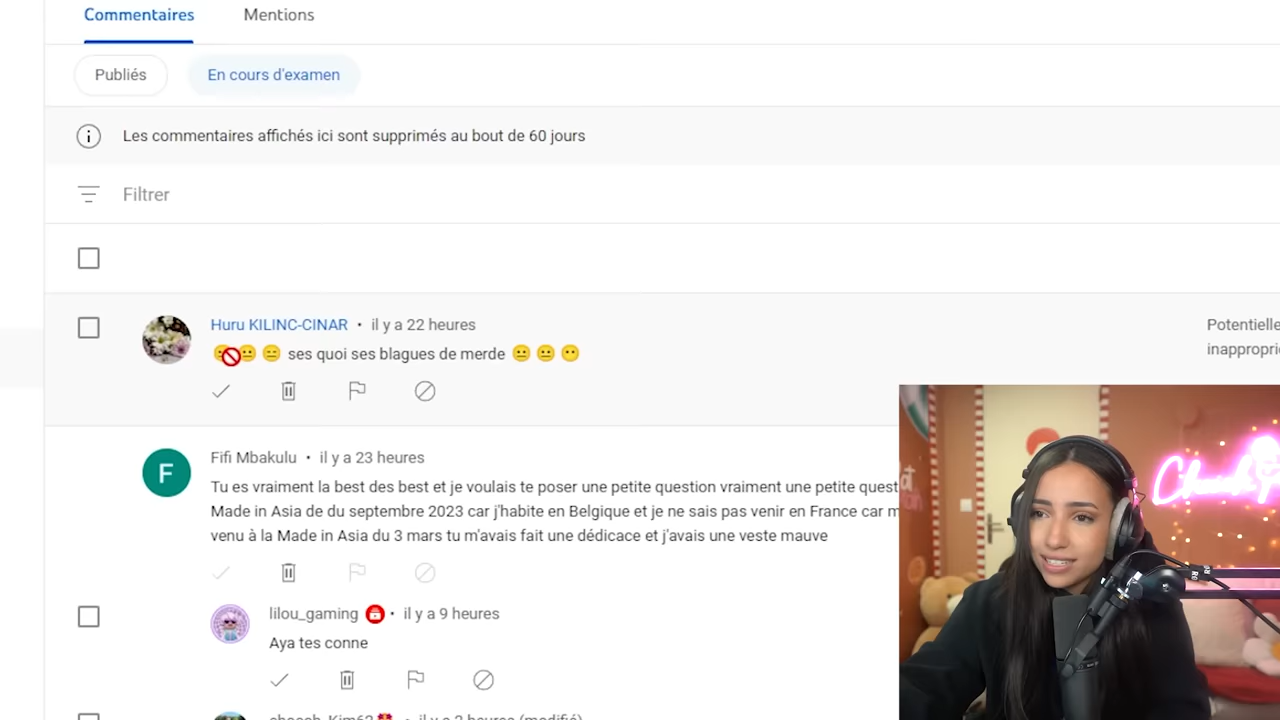 Commentaires Mentions
Publiés En cours d'examen
Les commentaires affichés ici sont supprimés au bout de 60 jours
Filtrer
Huru KILINC-CINAR • il y a 22 heures
😑😐😑 ses quoi ses blagues de merde 😐😐😶
Potentielle
inappropri
F
Fifi Mbakulu • il y a 23 heures
Tu es vraiment la best des best et je voulais te poser une petite question vraiment une petite quest
Made in Asia de du septembre 2023 car j'habite en Belgique et je ne sais pas venir en France car m
venu à la Made in Asia du 3 mars tu m'avais fait une dédicace et j'avais une veste mauve
lilou_gaming • il y a 9 heures
Aya tes conne
il y a 2 heures (modifié)